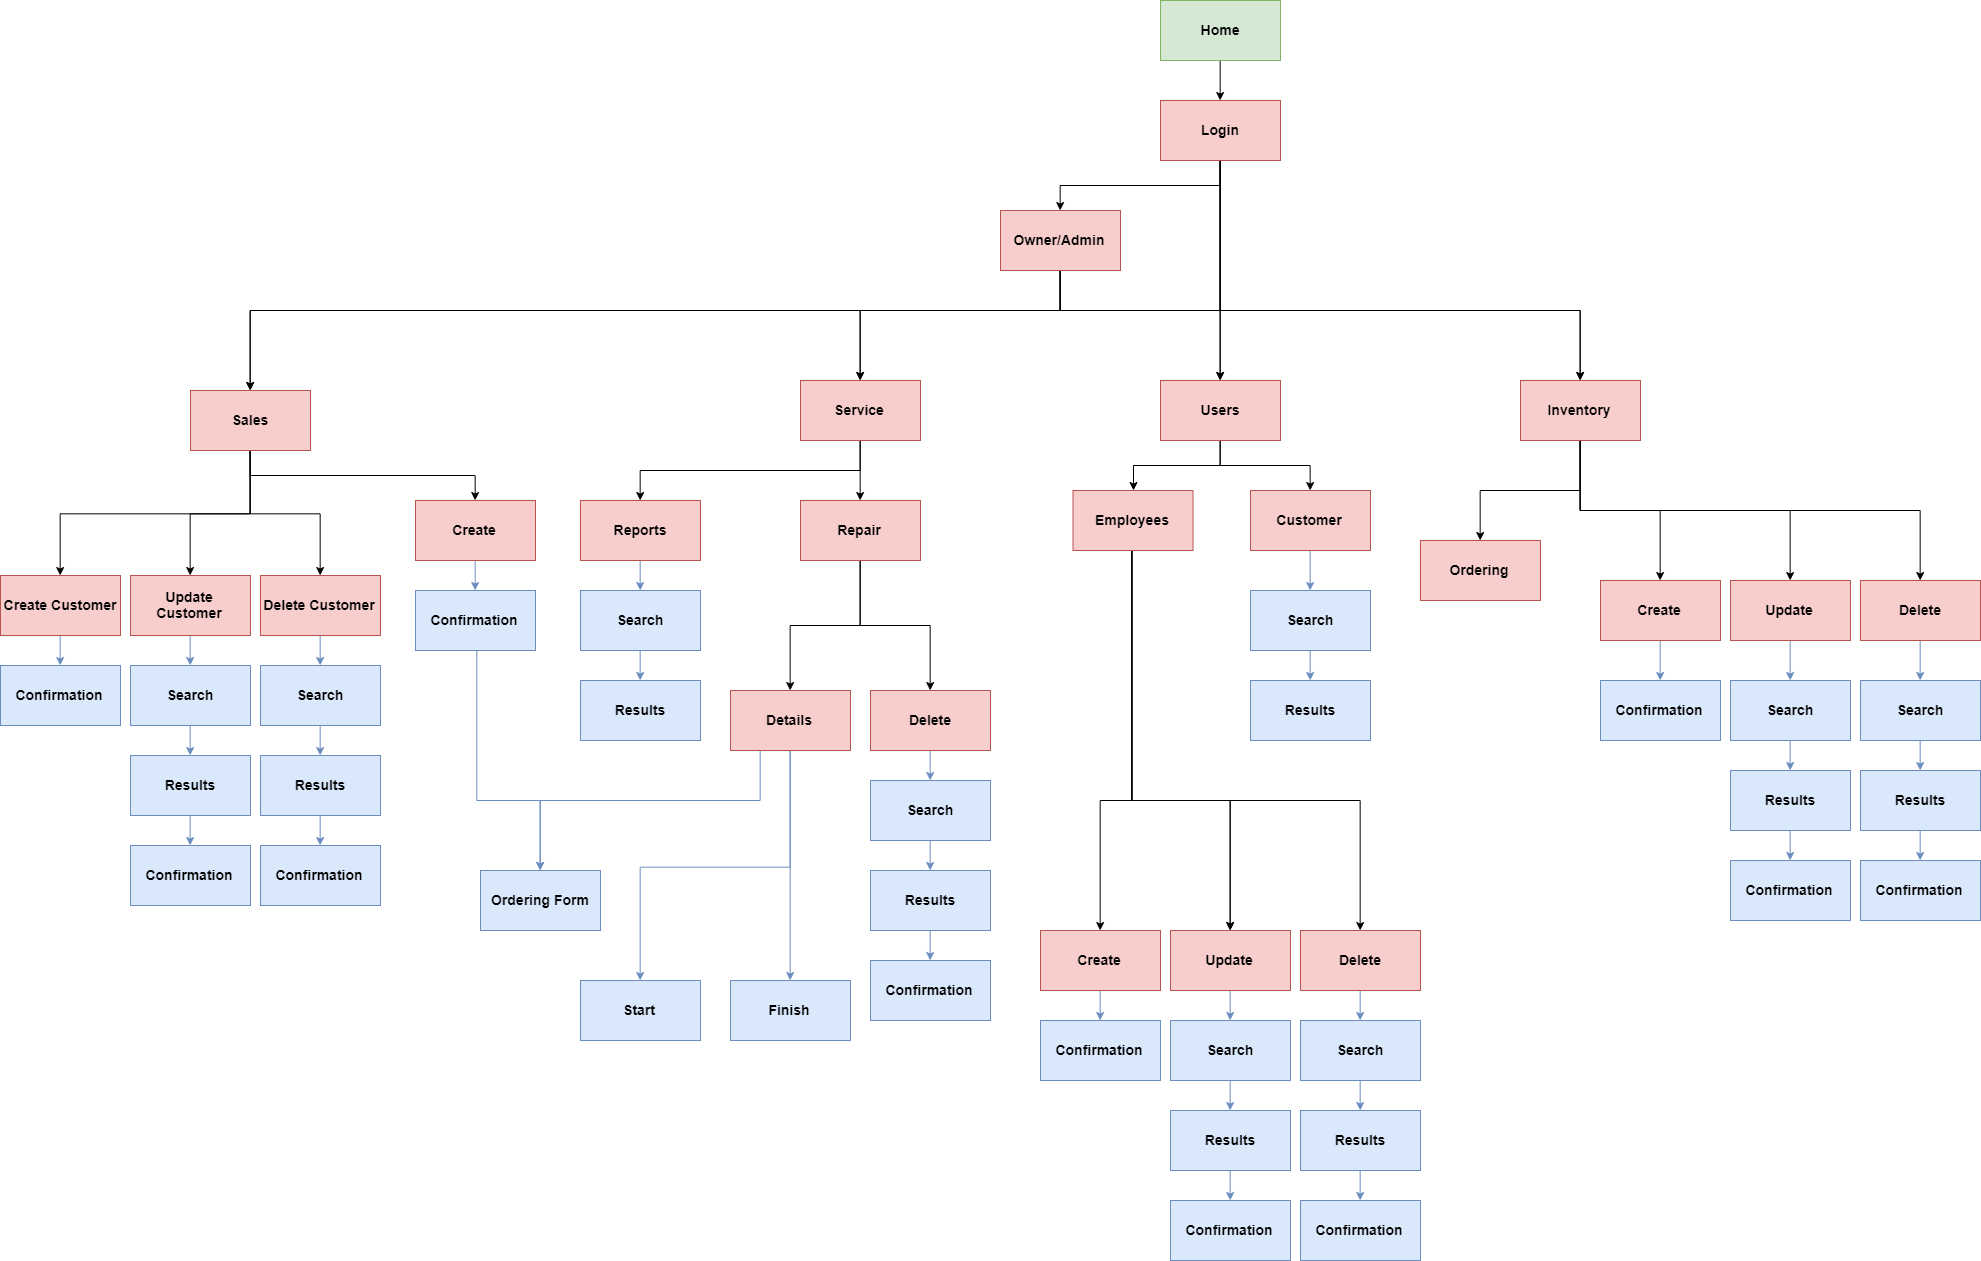 Home
Login
Owner/Admin
Sales
Service
Users
Inventory
Create
Reports
Repair
Employees
Customer
Ordering
Create Customer
Update
Customer
Delete Customer
Confirmation
Search
Search
Create
Update
Delete
Confirmation
Search
Search
Results
Details
Delete
Results
Confirmation
Search
Search
Results
Results
Search
Results
Results
Confirmation
Confirmation
Ordering Form
Results
Confirmation
Confirmation
Start
Finish
Confirmation
Create
Update
Delete
Confirmation
Search
Search
Results
Results
Confirmation
Confirmation